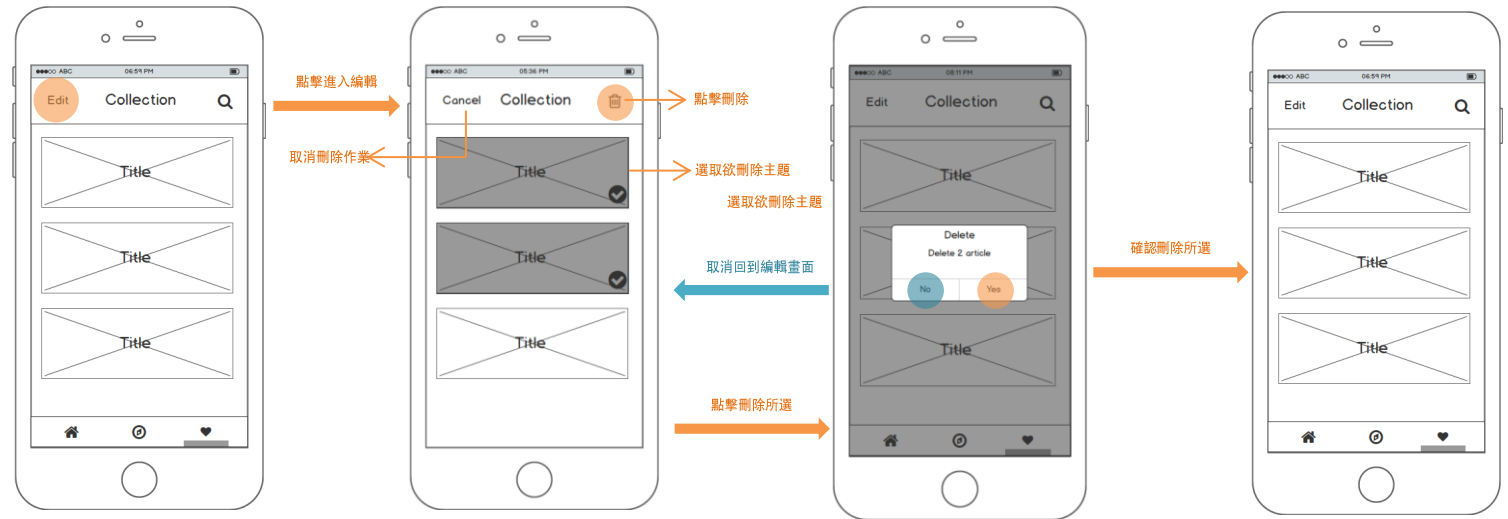 ABC 06:59 PM
Edit Collection
Title
Title
Title
點擊進入編輯
取消刪除作業
ABC 05:36 PM
Cancel Collection
Title
Title
Title
點擊刪除
選取欲刪除主題
選取欲刪除主題
取消回到編輯畫面
點擊刪除所選
ABC 08:11 PM
Edit Collection
Title
Delete
Delete 2 article
No Yes
Title
確認刪除所選
ABC 06:59 PM
Edit Collection
Title
Title
Title